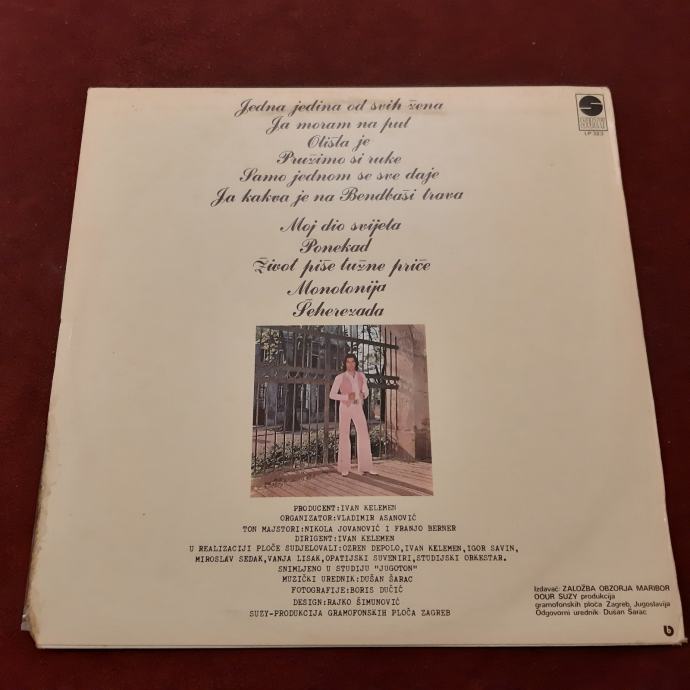 Jedna jedina od svih žena
Ja moram na put
Otišla je
Pružimo si ruke
Samo jednom se sve daje
Ja kakva je na Bendbaši trava
Moj dio svijeta
Ponekad
Život piše tužne priče
Monotonija
Šeherezada
S
SUZY
LP 323
PRODUCENT:IVAN KELEMEN
ORGANIZATOR:VLADIMIR ASANOVIĆ
TON MAJSTORI:NIKOLA JOVANOVIĆ I FRANJO BERNER
DIRIGENT:IVAN KELEMEN
U REALIZACIJI PLOČE SUDJELOVALI:OZREN DEPOLO,IVAN KELEMEN,IGOR SAVIN,
MIROSLAV SEDAK,VANJA LISAK,OPATIJSKI SUVENIRI,STUDIJSKI ORKESTAR.
SNIMLJENO U STUDIJU "JUGOTON"
MUZIČKI UREDNIK:DUŠAN ŠARAC
FOTOGRAFIJE:BORIS DUČIĆ
DESIGN:RAJKO ŠIMUNOVIĆ
SUZY-PRODUKCIJA GRAMOFONSKIH PLOČA ZAGREB
Izdavač: ZALOŽBA OBZORJA MARIBOR
OOUR SUZY produkcija
gramofonskih ploča Zagreb, Jugoslavija
Odgovorni urednik: Dušan Šarac
b